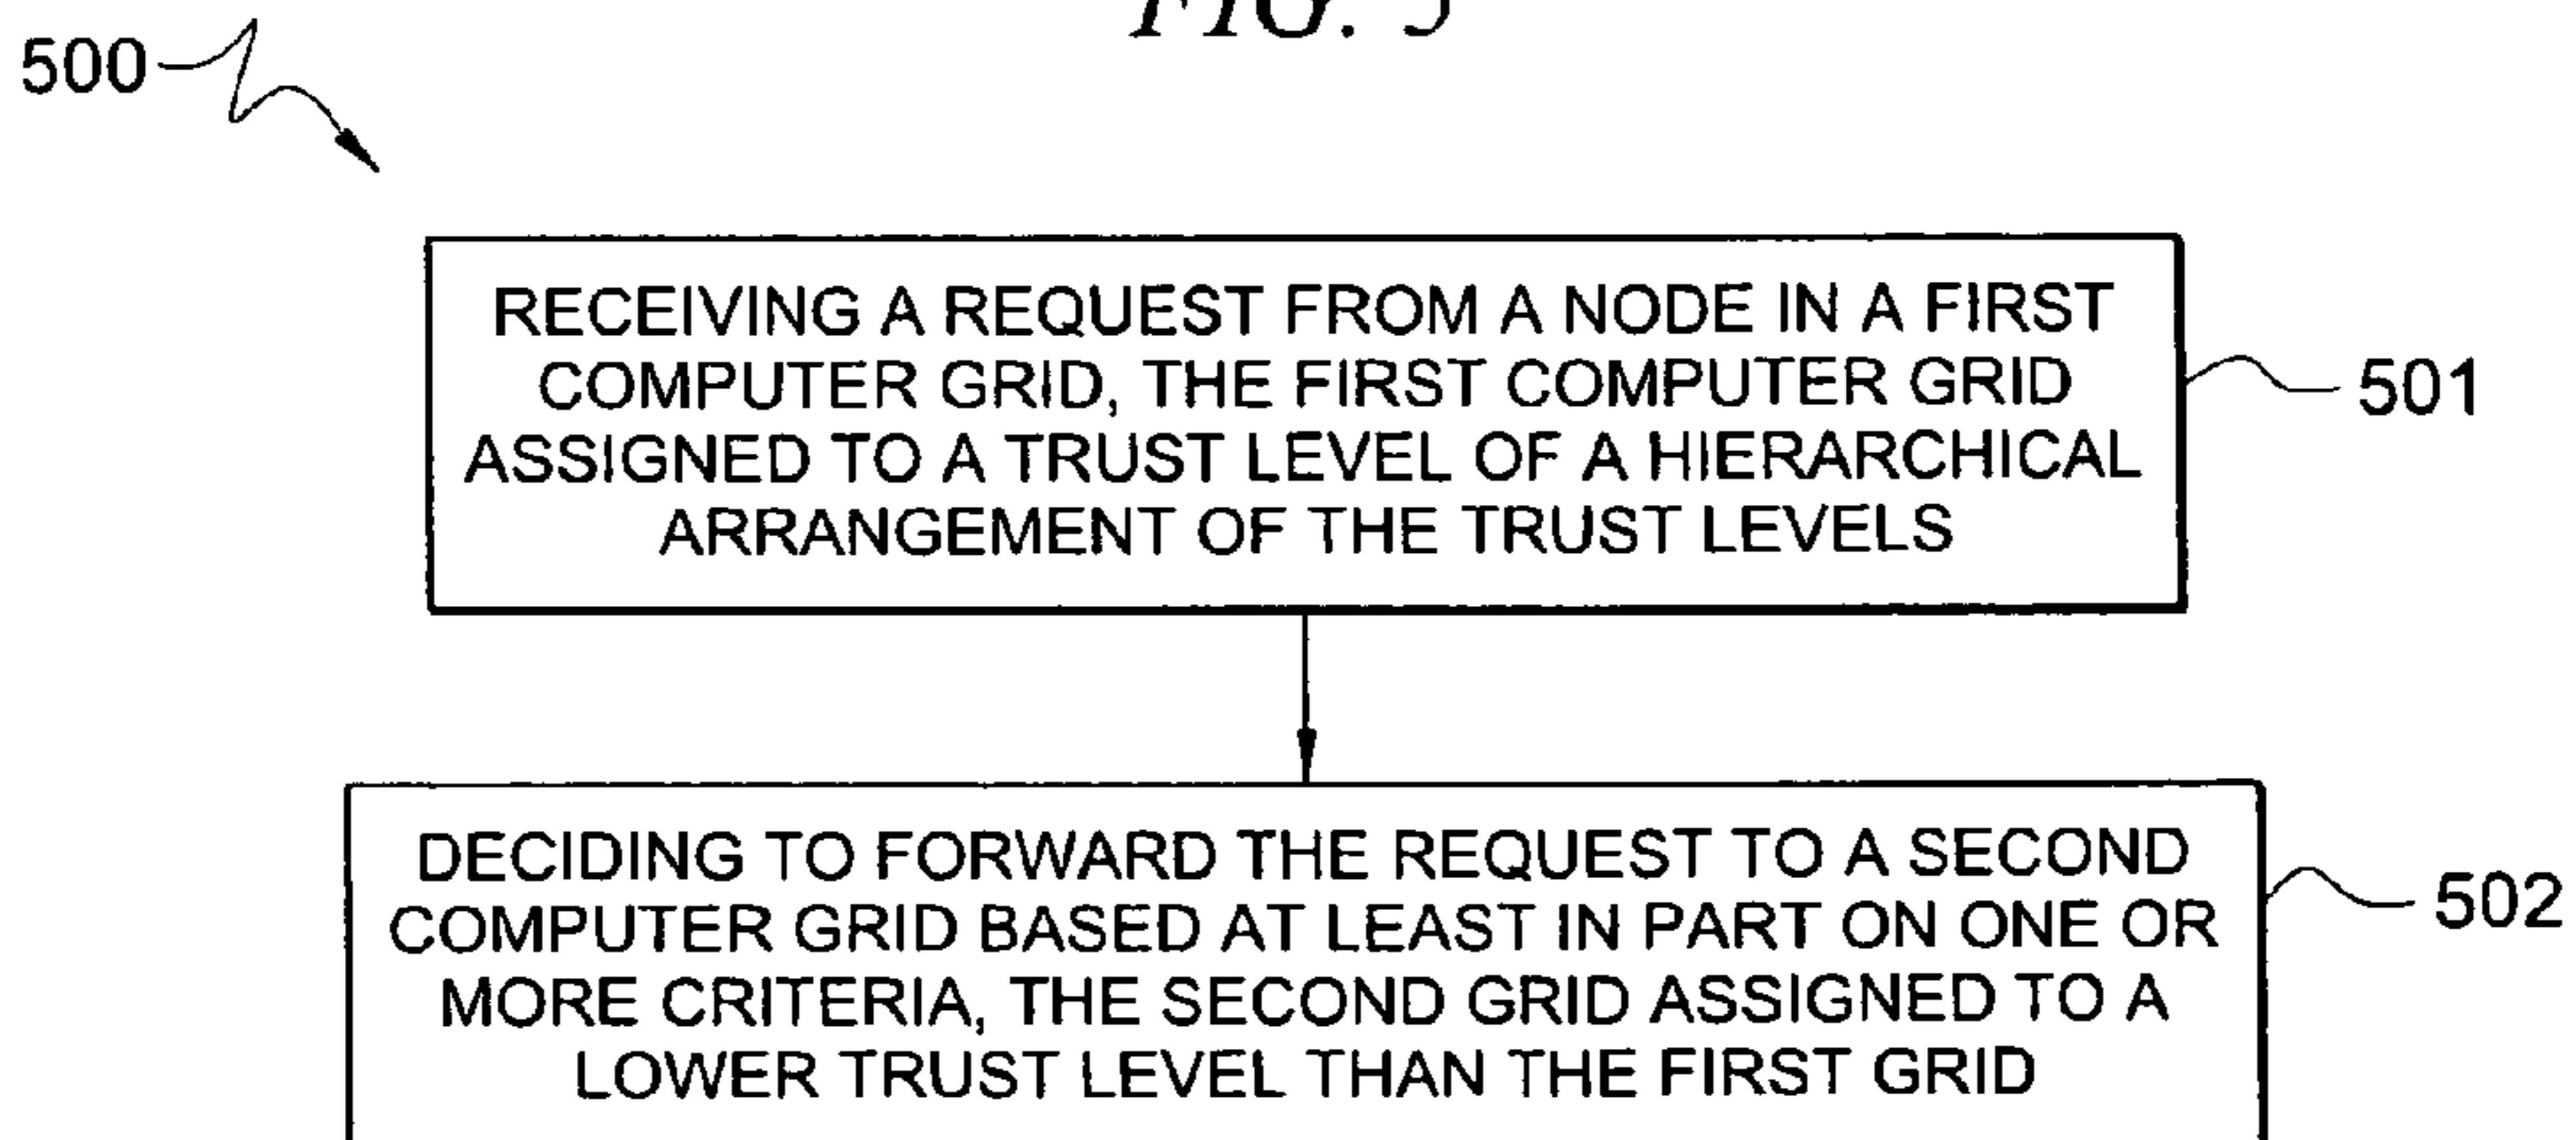 FIG. 5
500
RECEIVING A REQUEST FROM A NODE IN A FIRST
COMPUTER GRID, THE FIRST COMPUTER GRID
ASSIGNED TO A TRUST LEVEL OF A HIERARCHICAL
ARRANGEMENT OF THE TRUST LEVELS
501
DECIDING TO FORWARD THE REQUEST TO A SECOND
COMPUTER GRID BASED AT LEAST IN PART ON ONE OR
MORE CRITERIA, THE SECOND GRID ASSIGNED TO A
LOWER TRUST LEVEL THAN THE FIRST GRID
502